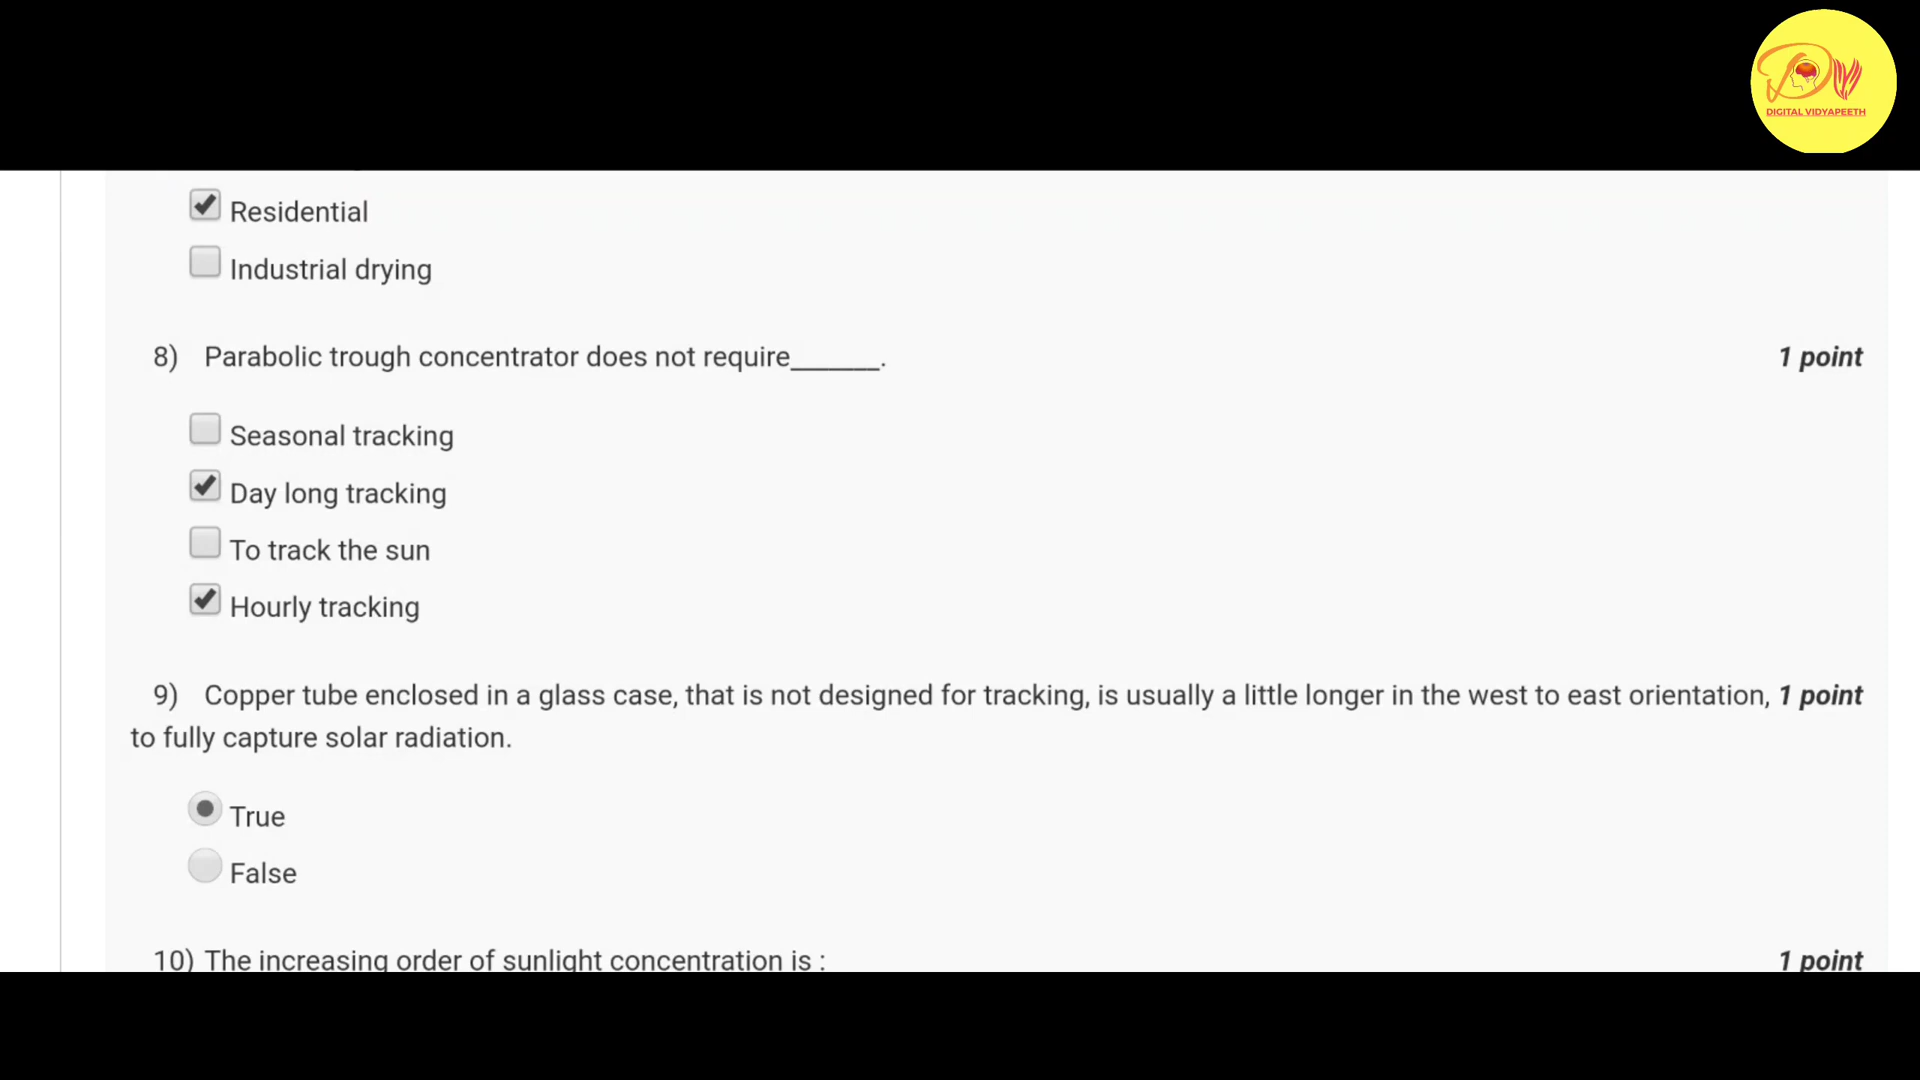 DIGITAL VIDYAPEETH
Residential
Industrial drying
8) Parabolic trough concentrator does not require_______. 1 point
Seasonal tracking
Day long tracking
To track the sun
Hourly tracking
9) Copper tube enclosed in a glass case, that is not designed for tracking, is usually a little longer in the west to east orientation, 1 point
to fully capture solar radiation.
True
False
10) The increasing order of sunlight concentration is : 1 point